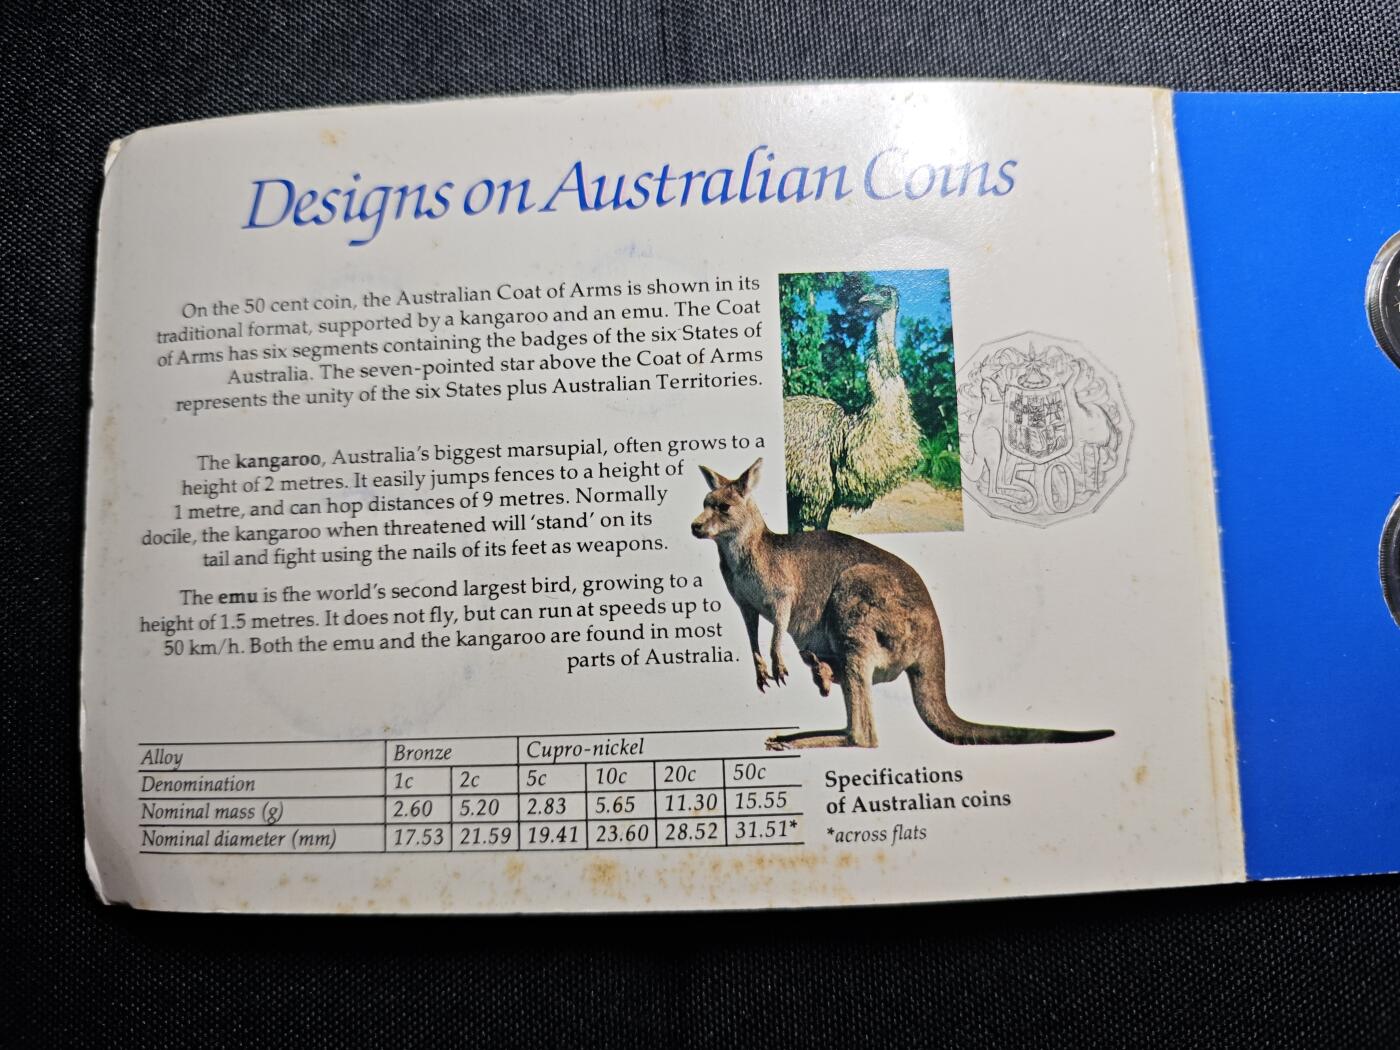 Designs on Australian Coins
On the 50 cent coin, the Australian Coat of Arms is shown in its
traditional format, supported by a kangaroo and an emu. The Coat
of Arms has six segments containing the badges of the six States of
Australia. The seven-pointed star above the Coat of Arms
represents the unity of the six States plus Australian Territories.
The kangaroo, Australia's biggest marsupial, often grows to a
height of 2 metres. It easily jumps fences to a height of
1 metre, and can hop distances of 9 metres. Normally
docile, the kangaroo when threatened will 'stand' on its
tail and fight using the nails of its feet as weapons.
The emu is the world's second largest bird, growing to a
height of 1.5 metres. It does not fly, but can run at speeds up to
50 km/h. Both the emu and the kangaroo are found in most
parts of Australia.
50
Alloy Bronze Cupro-nickel
Denomination 1c 2c 5c 10c 20c 50c
Nominal mass (g) 2.60 5.20 2.83 5.65 11.30 15.55
Nominal diameter (mm) 17.53 21.59 19.41 23.60 28.52 31.51*
Specifications
of Australian coins
*across flats